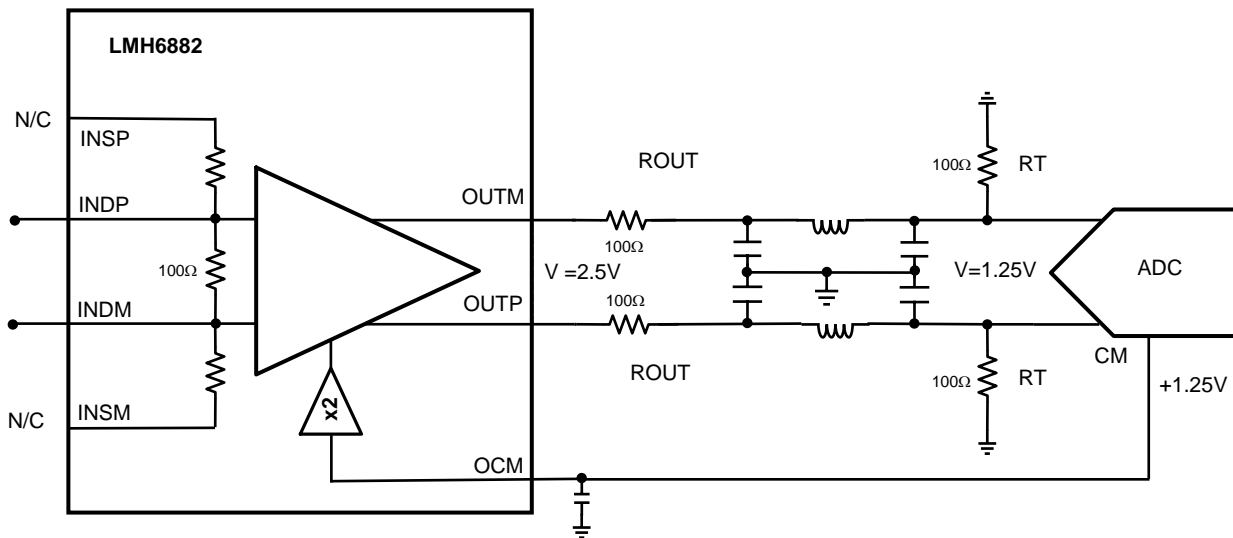 LMH6882
N/C
INSP
ROUT
100Ω
RT
OUTM
INDP
100Ω
100Ω
V =2.5V
V=1.25V
ADC
OUTP
100Ω
INDM
CM
ROUT
100Ω
RT
+1.25V
x2
N/C
INSM
OCM